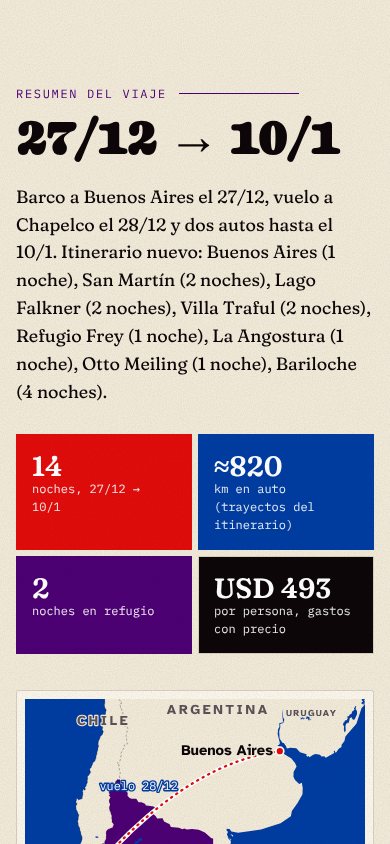 RESUMEN DEL VIAJE
27/12 → 10/1
Barco a Buenos Aires el 27/12, vuelo a
Chapelco el 28/12 y dos autos hasta el
10/1. Itinerario nuevo: Buenos Aires (1
noche), San Martín (2 noches), Lago
Falkner (2 noches), Villa Traful (2 noches),
Refugio Frey (1 noche), La Angostura (1
noche), Otto Meiling (1 noche), Bariloche
(4 noches).
14
noches, 27/12 →
10/1
≈820
km en auto
(trayectos del
itinerario)
2
noches en refugio
USD 493
por persona, gastos
con precio
ARGENTINA
URUGUAY
CHILE
Buenos Aires
vuelo 28/12